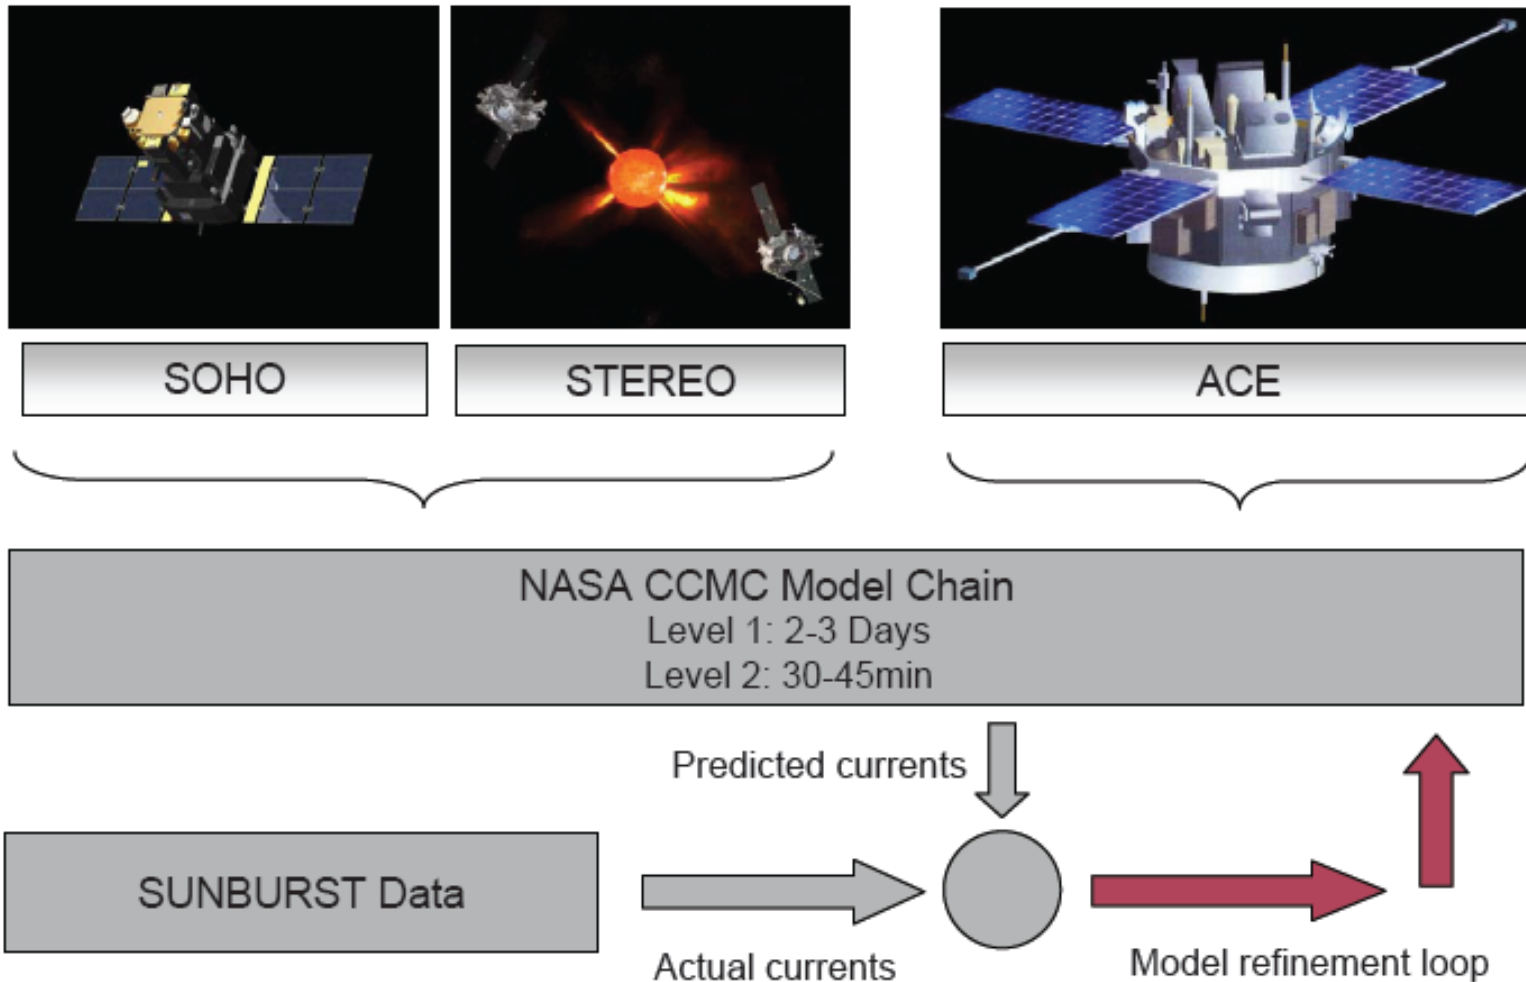 SOHO
STEREO
ACE
NASA CCMC Model Chain
Level 1: 2-3 Days
Level 2: 30-45min
Predicted currents
SUNBURST Data
Actual currents
Model refinement loop